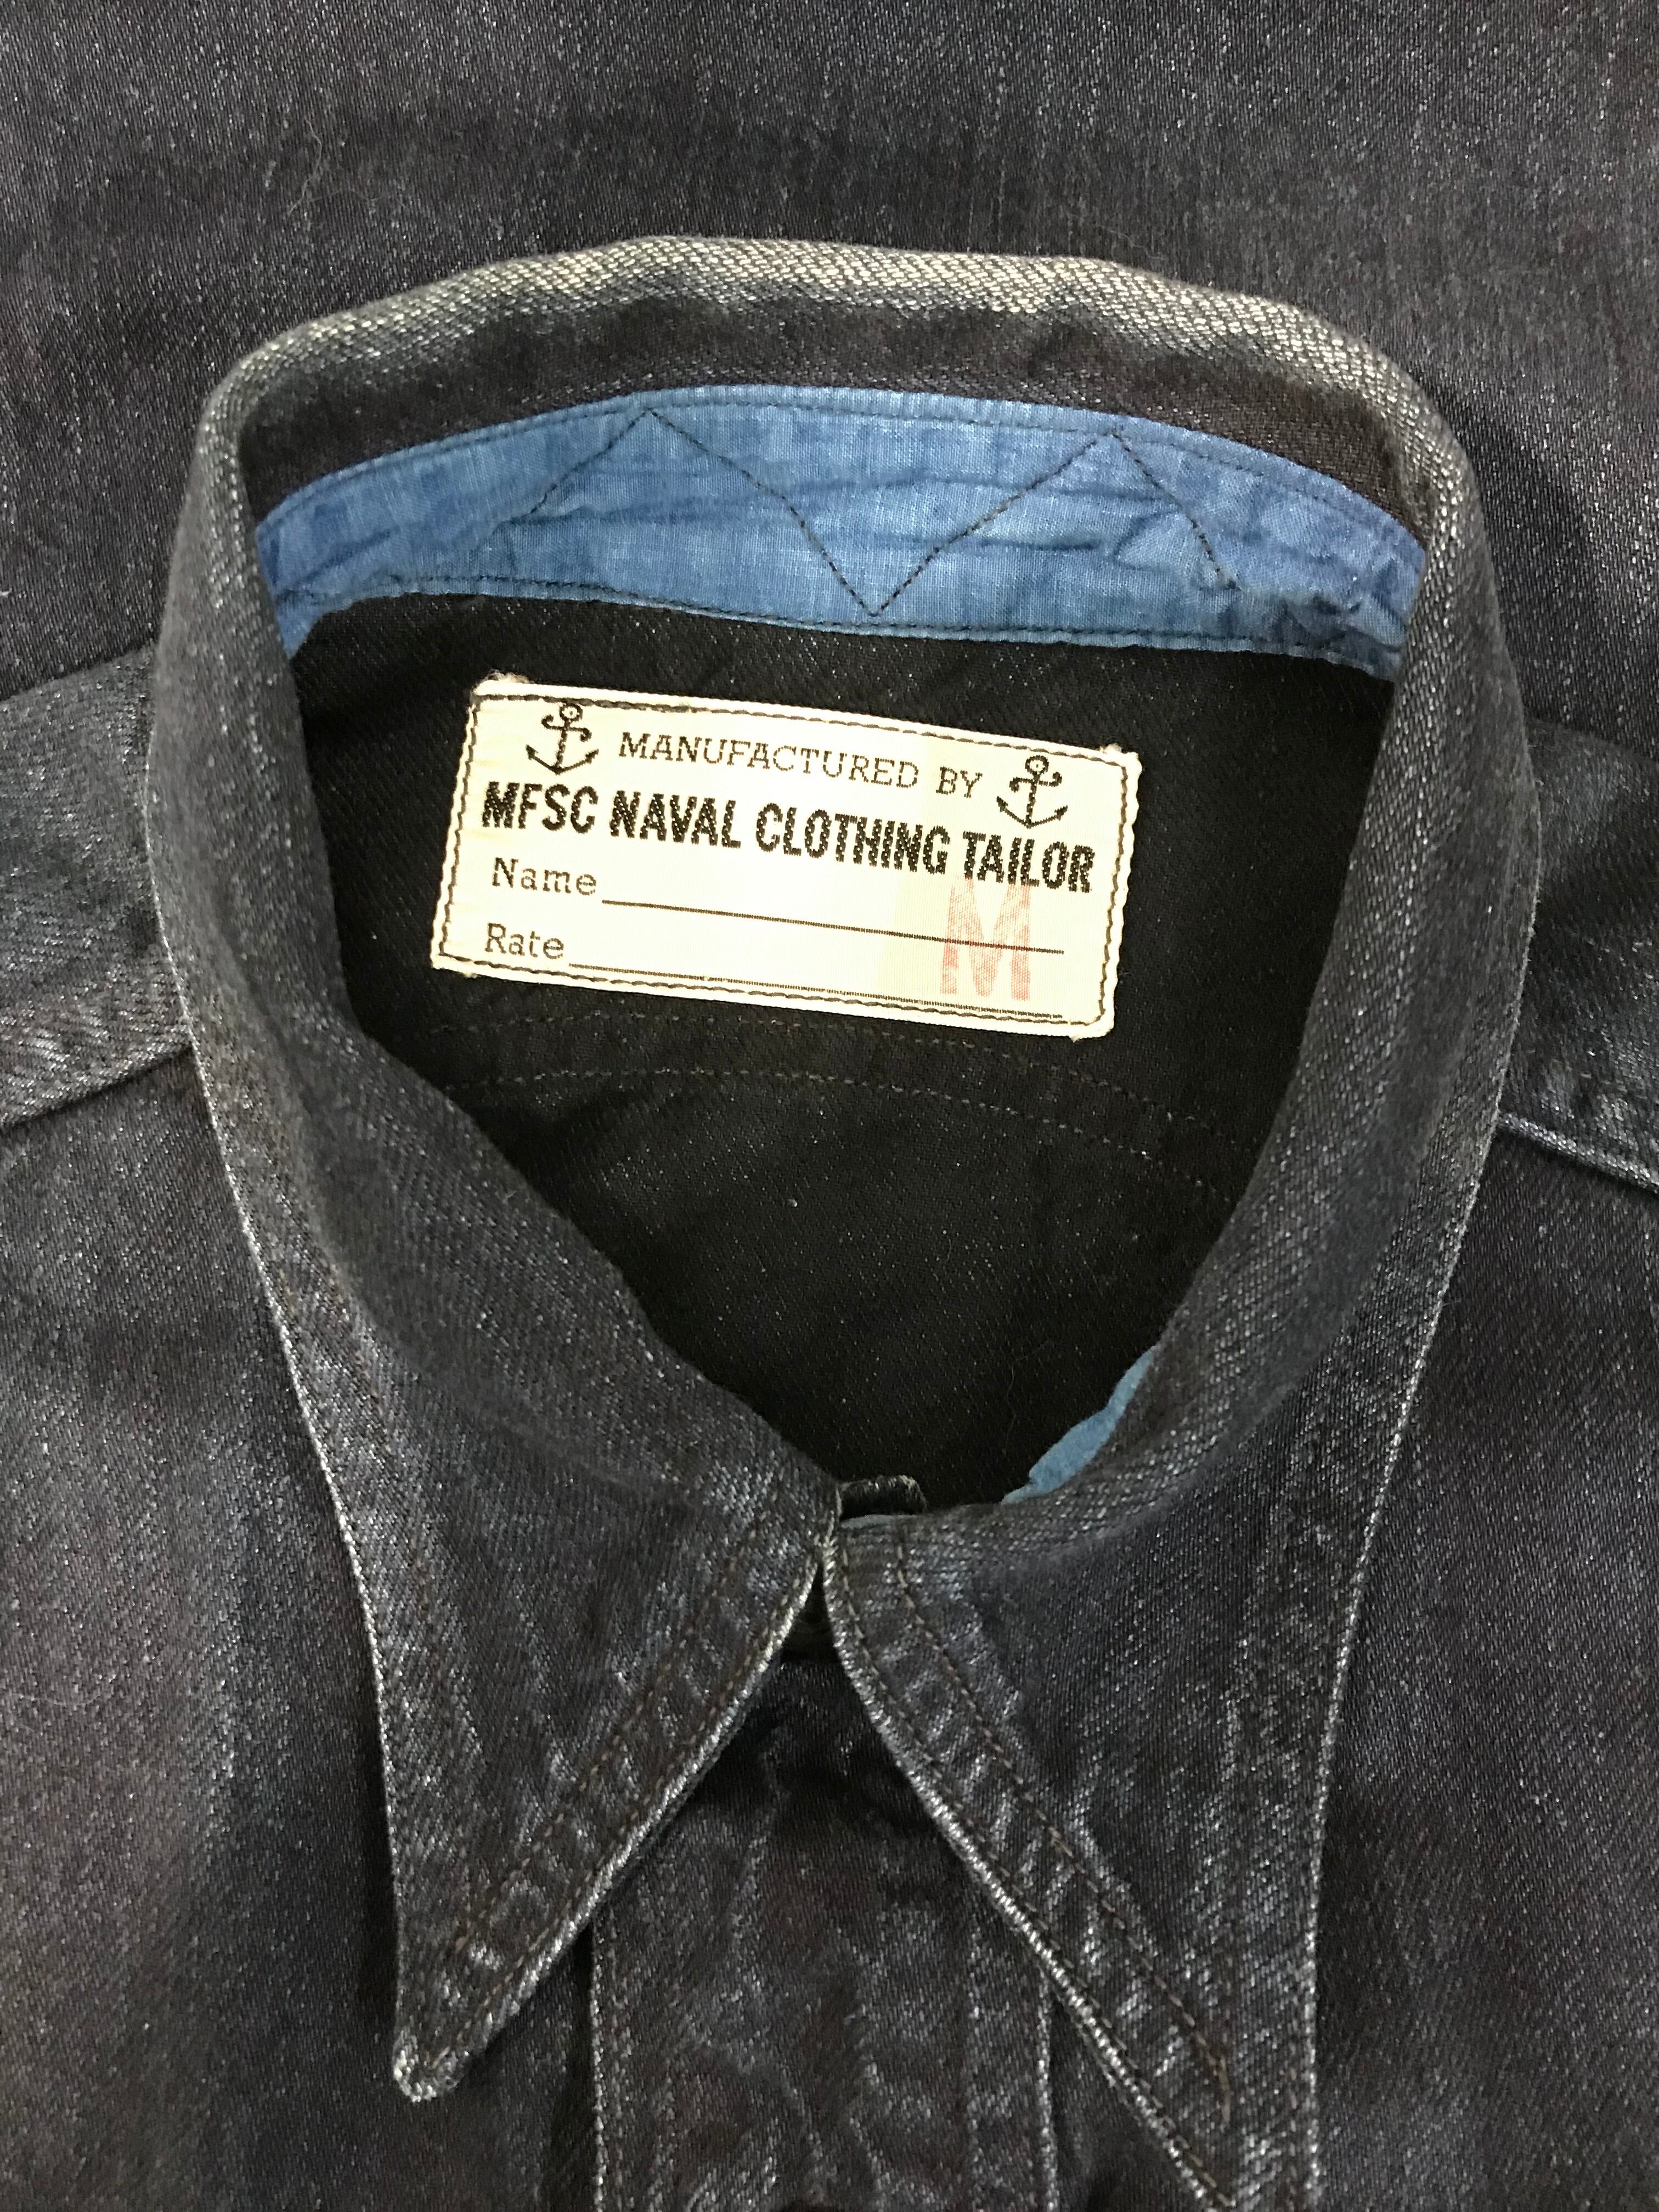 MANUFACTURED BY
MFSC NAVAL CLOTHING TAILOR
Name
Rate
M